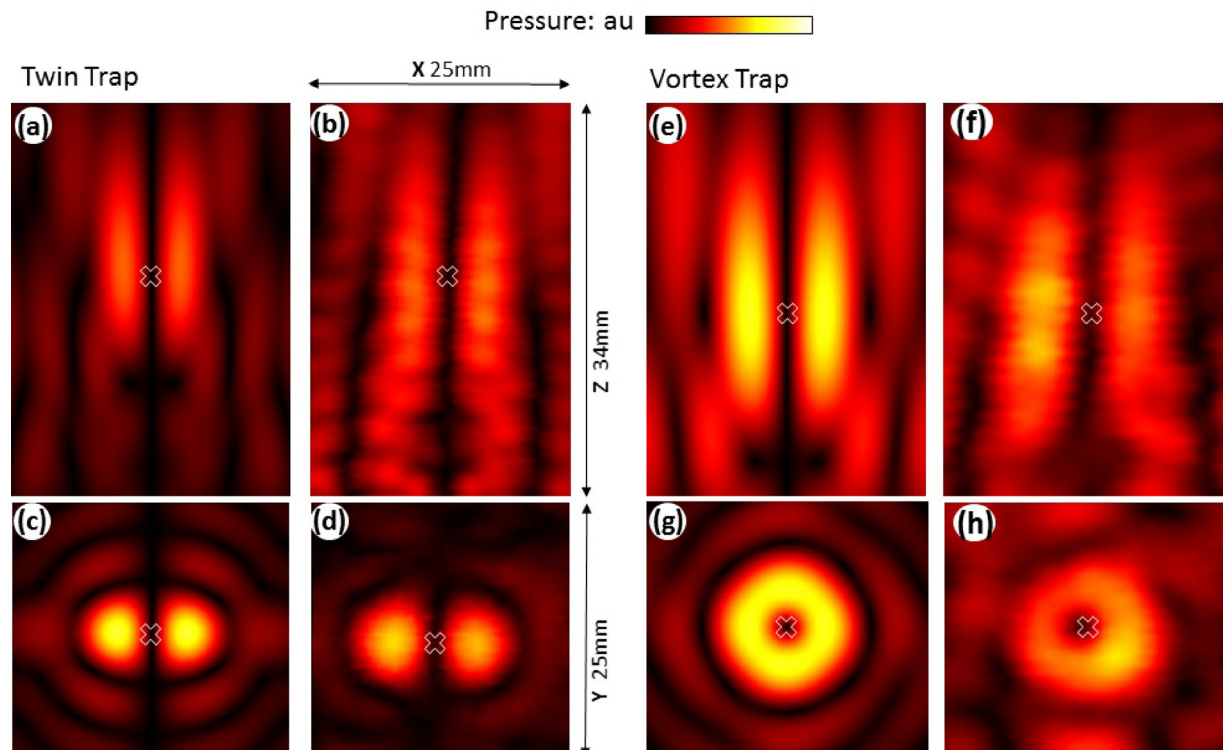 Pressure: au
Twin Trap
X 25mm
Vortex Trap
(a)
(b)
(e)
(f)
Z 34mm
(c)
(d)
(g)
(h)
Y 25mm